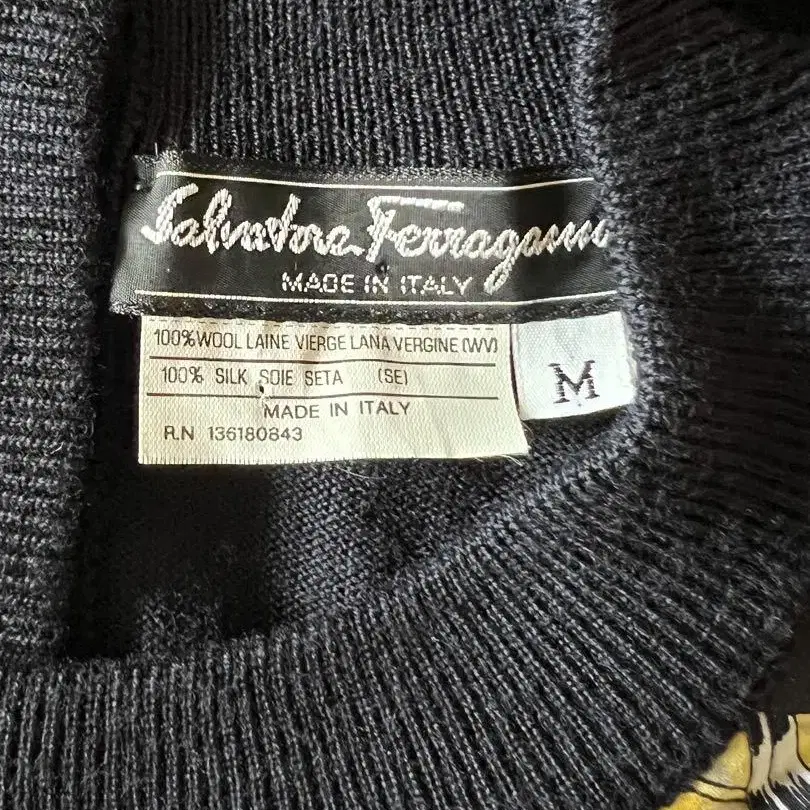 Salvatore Ferragamo
MADE IN ITALY
100% WOOL LAINE VIERGE LANA VERGINE (WV)
100% SILK SOIE SETA (SE)
MADE IN ITALY
R.N 136180843
M